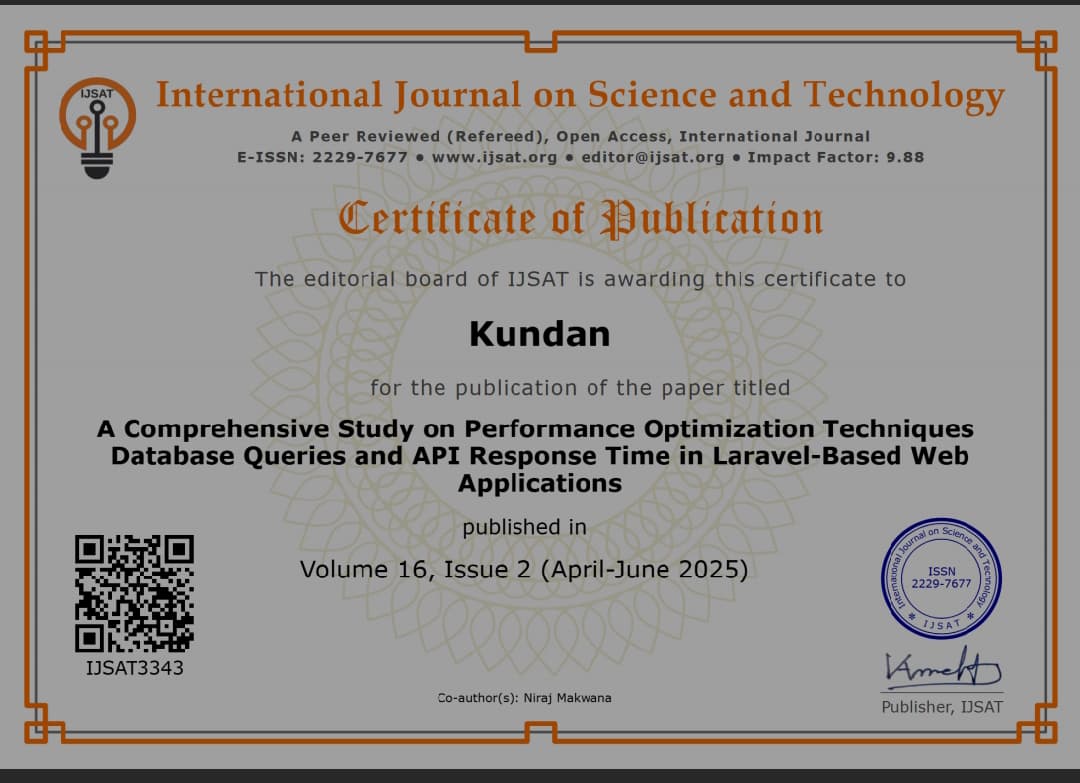 IJSAT
International Journal on Science and Technology
A Peer Reviewed (Refereed), Open Access, International Journal
E-ISSN: 2229-7677 ● www.ijsat.org ● editor@ijsat.org ● Impact Factor: 9.88
Certificate of Publication
The editorial board of IJSAT is awarding this certificate to
Kundan
for the publication of the paper titled
A Comprehensive Study on Performance Optimization Techniques
Database Queries and API Response Time in Laravel-Based Web
Applications
published in
Volume 16, Issue 2 (April-June 2025)
IJSAT3343
International Journal on Science and Technology
ISSN
2229-7677
* IJSAT *
Co-author(s): Niraj Makwana
Publisher, IJSAT